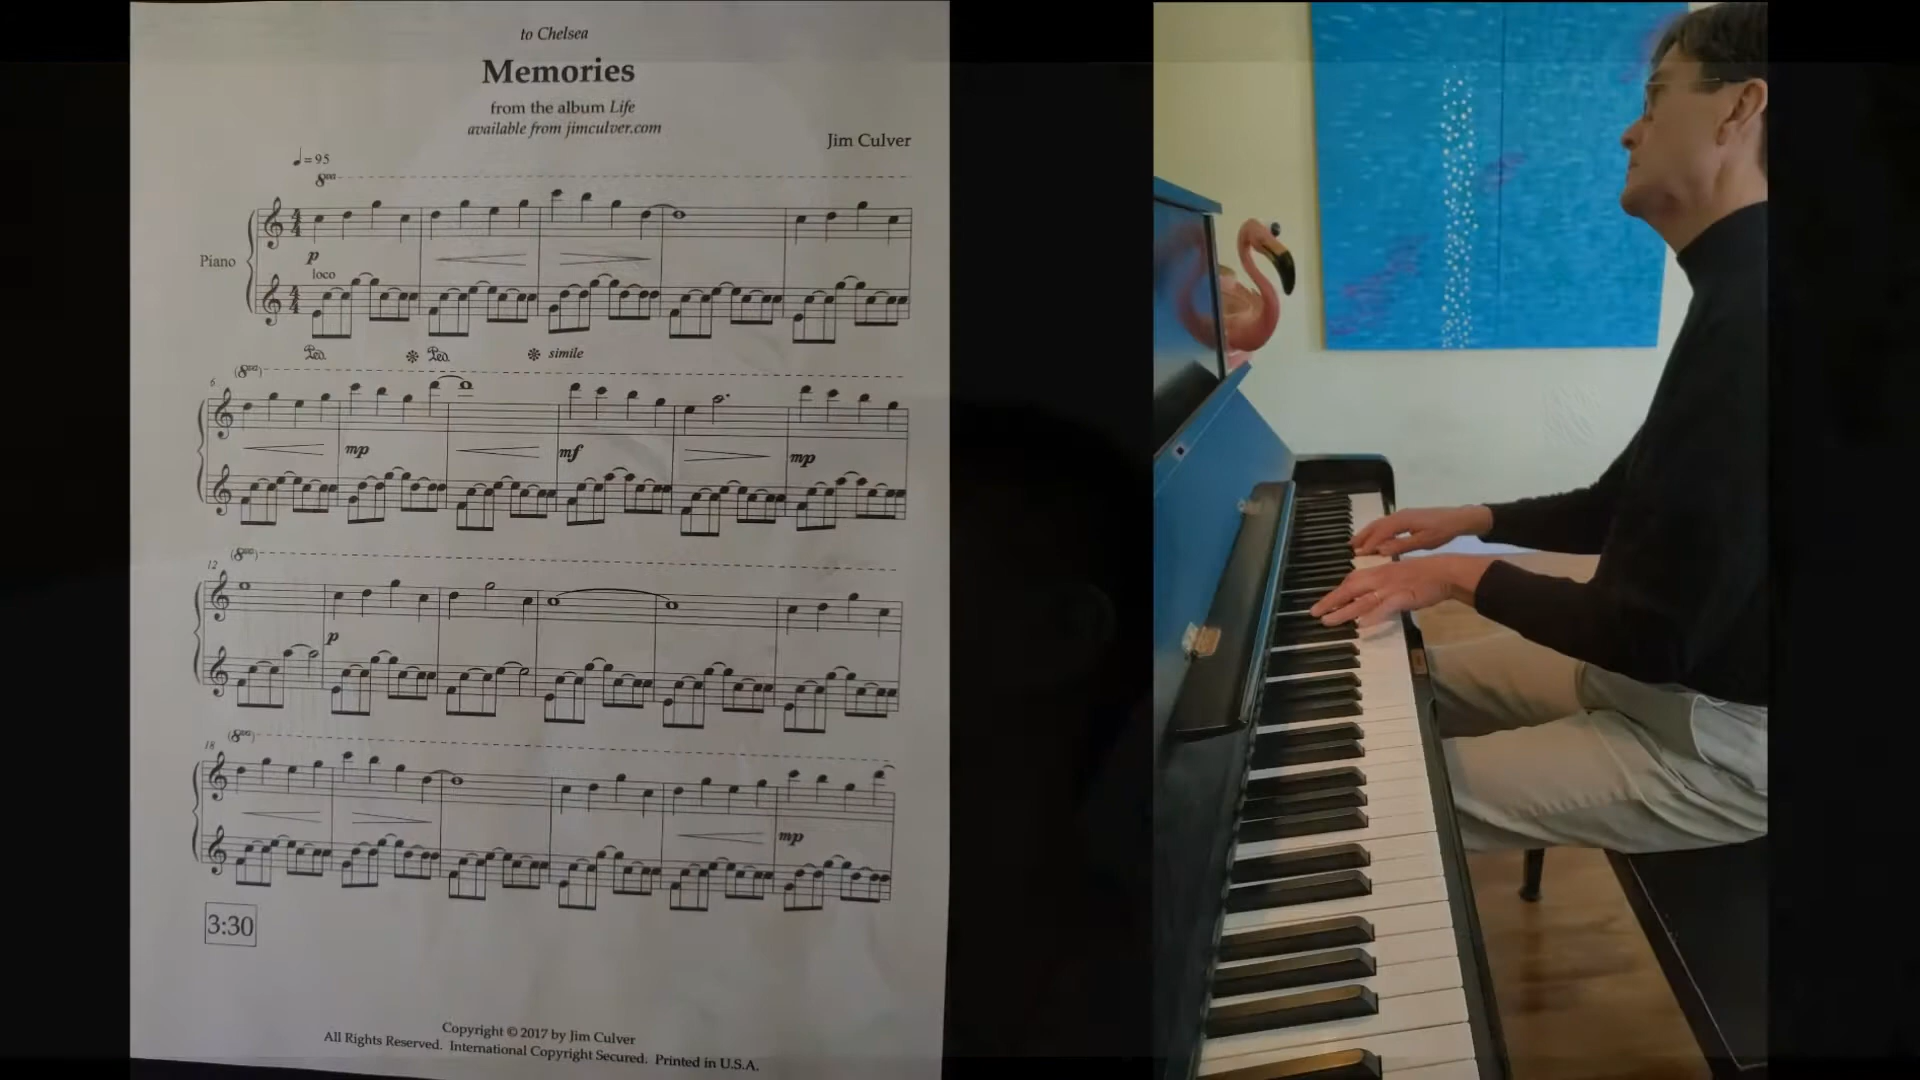 to Chelsea
Memories
from the album Life
available from jimculver.com
Jim Culver
♩=95
8va
Piano
p
loco
Ped. * Ped. * simile
6
(8va)
mp mf mp
12
(8va)
p
18
(8va)
mp
3:30
Copyright © 2017 by Jim Culver
All Rights Reserved. International Copyright Secured. Printed in U.S.A.